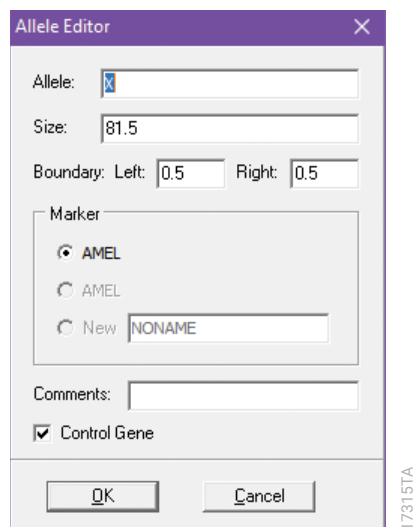 Allele Editor
Allele: X
Size: 81.5
Boundary: Left: 0.5 Right: 0.5
Marker
AMEL
AMEL
New NONAME
Comments:
Control Gene
OK Cancel
7315TA